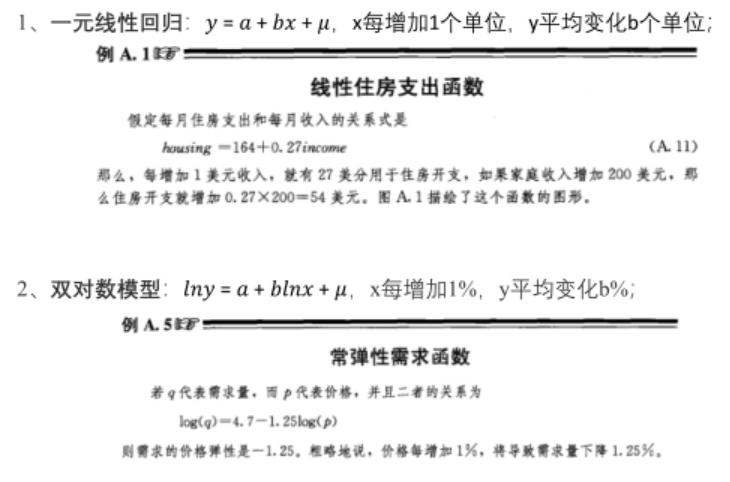 1、一元线性回归：y = a + bx + μ，x每增加1个单位，y平均变化b个单位；
例 A. 1
线性住房支出函数
假定每月住房支出和每月收入的关系式是
housing =164+0. 27income (A. 11)
那么，每增加 1 美元收入，就有 27 美分用于住房开支，如果家庭收入增加 200 美元，那
么住房开支就增加 0. 27×200=54 美元。图 A. 1 描绘了这个函数的图形。
2、双对数模型：lny = a + blnx + μ，x每增加1%，y平均变化b%；
例 A. 5
常弹性需求函数
若 q 代表需求量，而 p 代表价格，并且二者的关系为
log(q)=4. 7−1. 25log(p)
则需求的价格弹性是−1. 25。粗略地说，价格每增加 1%，将导致需求量下降 1. 25%。